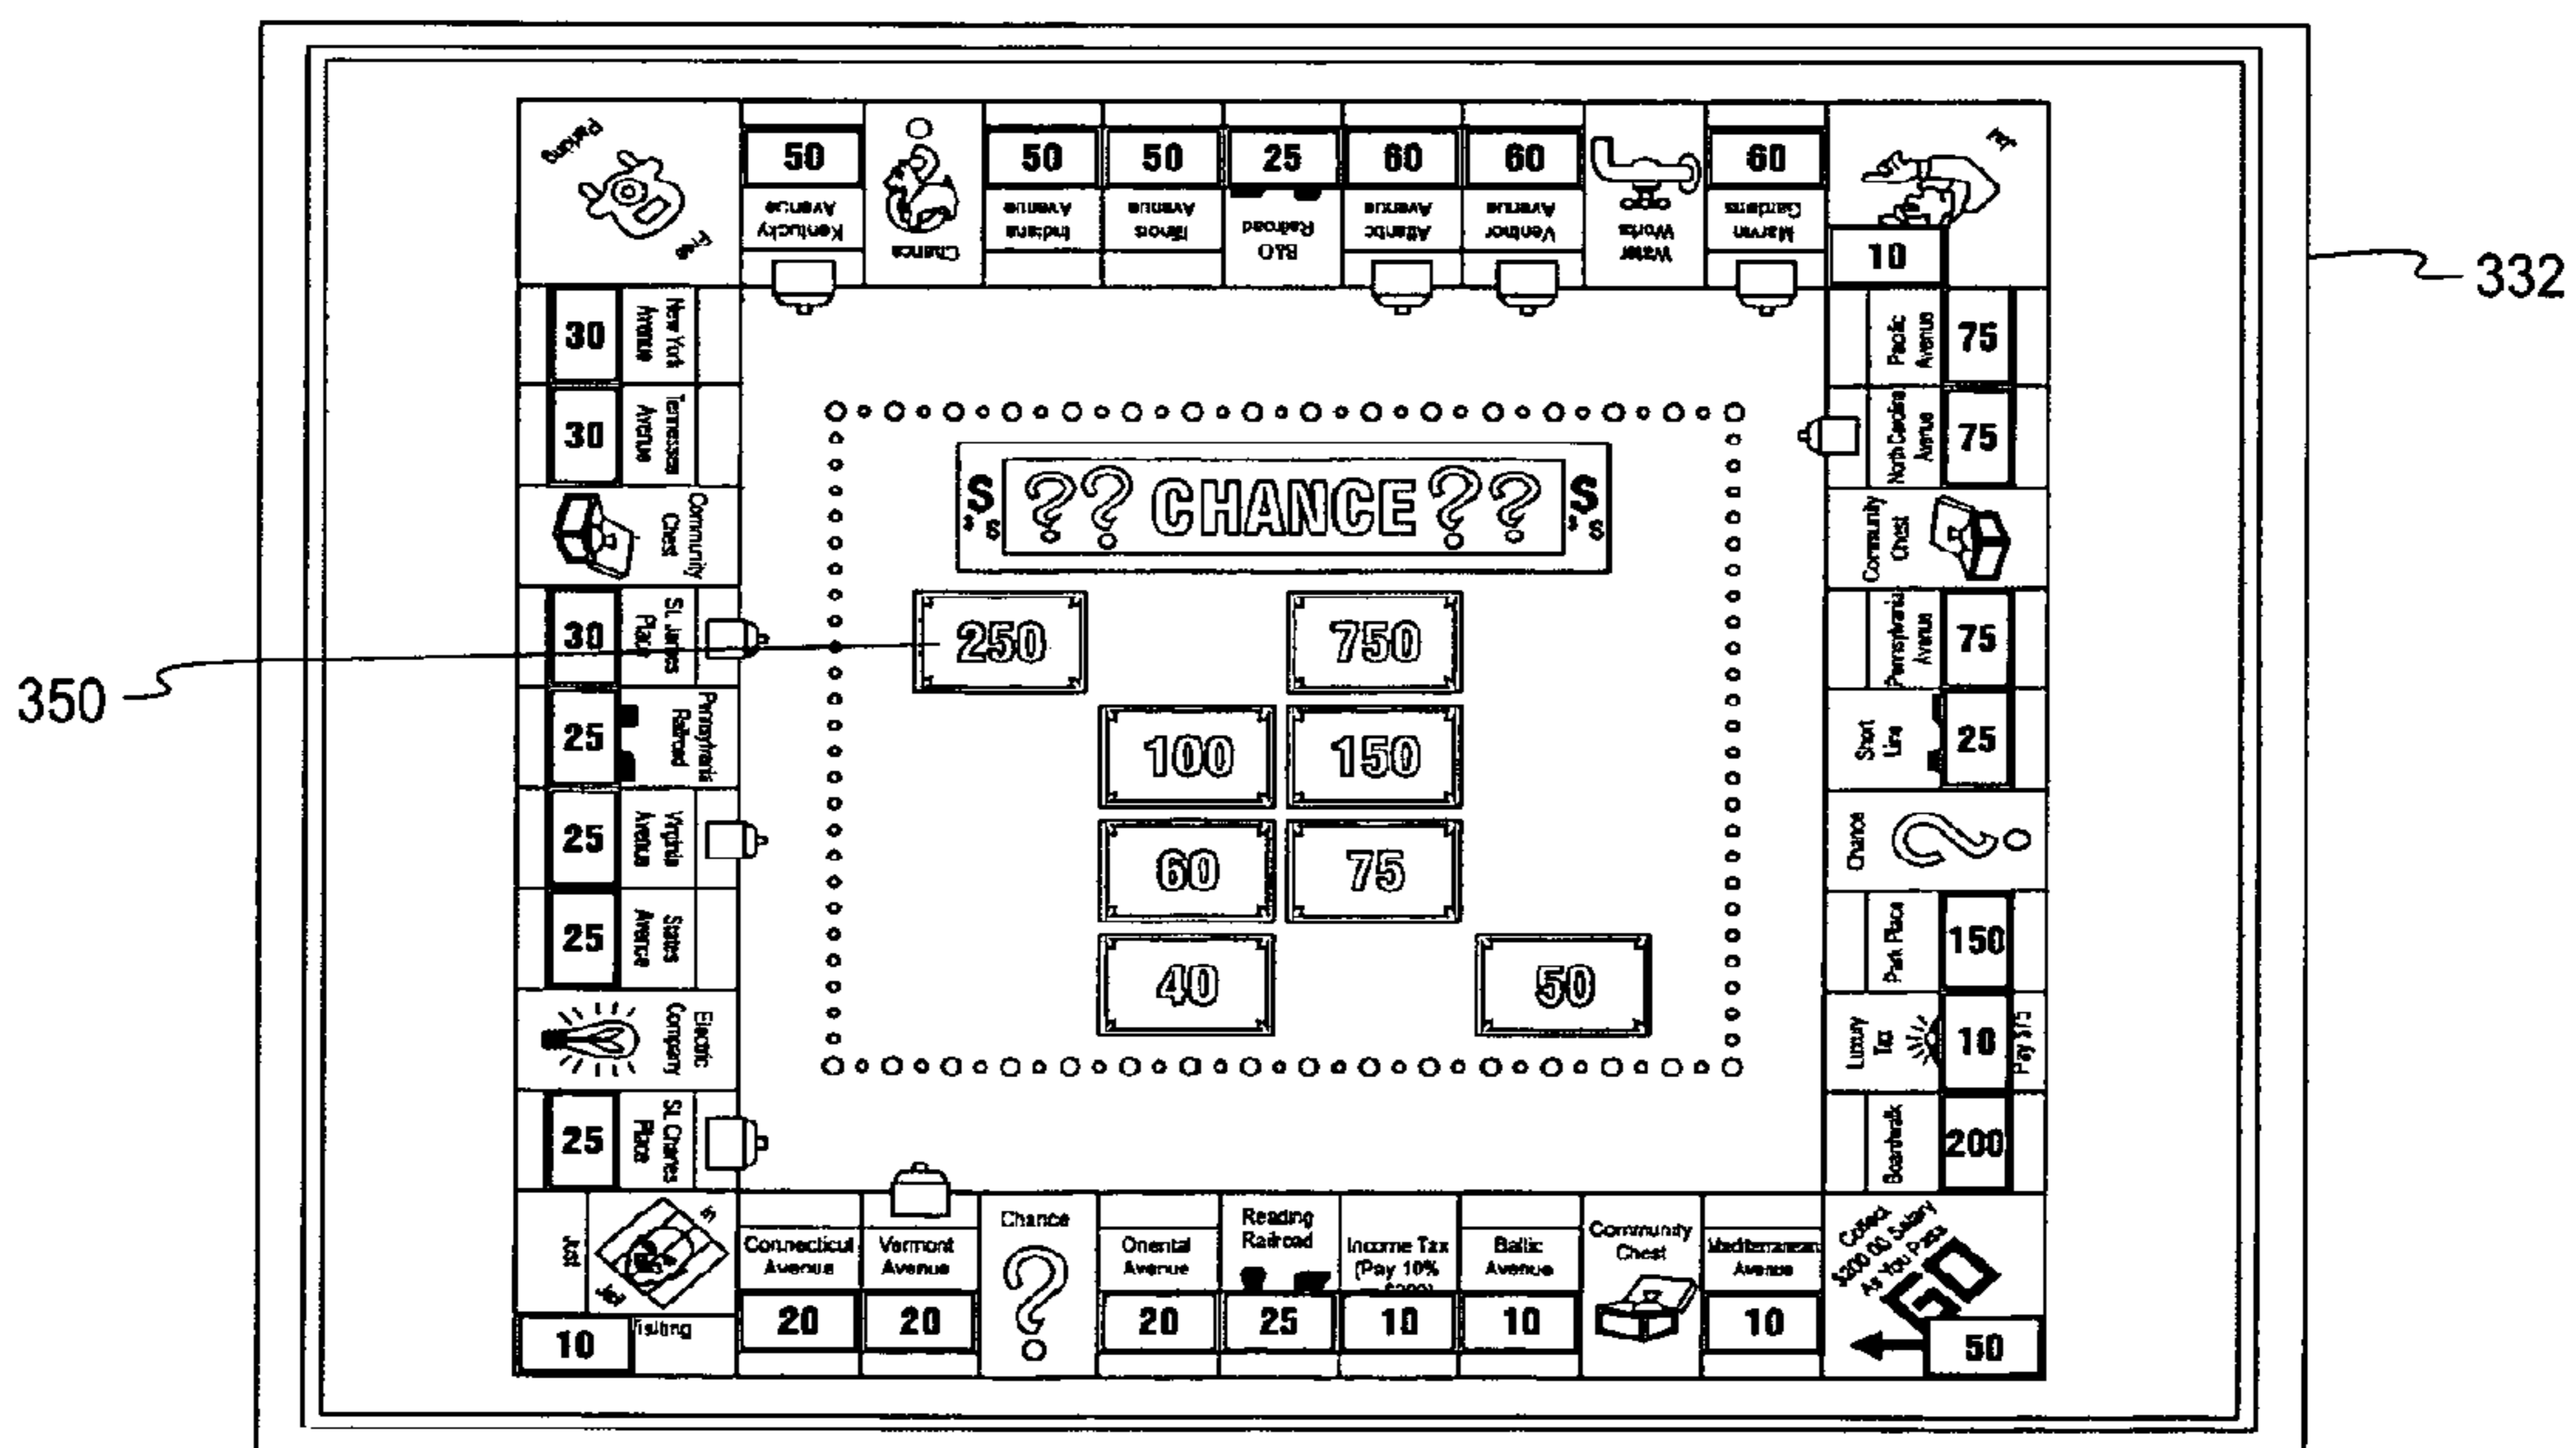 Parking
Free
50
Kentucky
Avenue
Chance
50
Indiana
Avenue
50
Illinois
Avenue
25
B&O
Railroad
60
Atlantic
Avenue
60
Ventnor
Avenue
Water
Works
60
Marvin
Gardens
10
332
30
New York
Avenue
30
Tennessee
Avenue
Community
Chest
30
St. James
Place
25
Pennsylvania
Railroad
25
Virginia
Avenue
25
States
Avenue
Electric
Company
25
St. Charles
Place
350
$ ?? CHANCE ?? $
250
750
100
150
60
75
40
50
Pacific
Avenue
75
North Carolina
Avenue
75
Community
Chest
Pennsylvania
Avenue
75
Short
Line
25
Chance
?
Park Place
150
Luxury
Tax
10
Pay $75
Boardwalk
200
Just
In
Jail
Visiting
10
Connecticut
Avenue
20
Vermont
Avenue
20
Chance
?
Oriental
Avenue
20
Reading
Railroad
25
Income Tax
(Pay 10%
10
Baltic
Avenue
10
Community
Chest
Mediterranean
Avenue
10
Collect
$200.00 Salary
As You Pass
GO
50